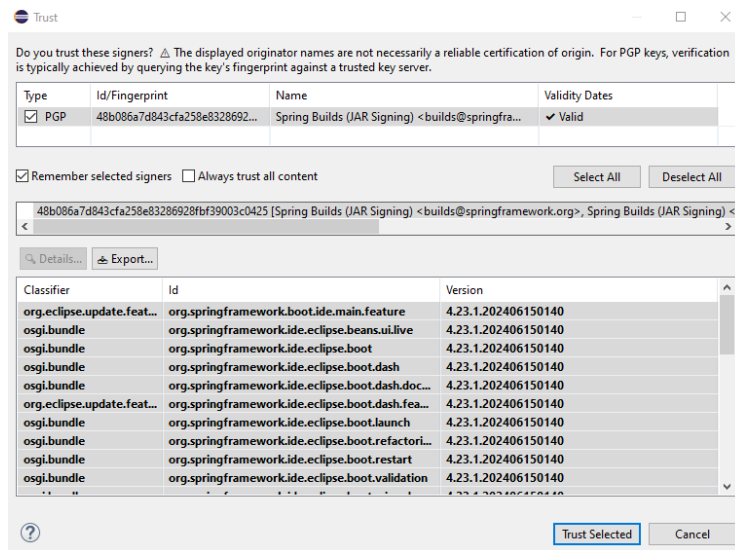 Trust
Do you trust these signers? ⚠ The displayed originator names are not necessarily a reliable certification of origin. For PGP keys, verification
is typically achieved by querying the key's fingerprint against a trusted key server.
Type Id/Fingerprint Name Validity Dates
PGP 48b086a7d843cfa258e8328692... Spring Builds (JAR Signing) <builds@springfra... ✔ Valid
Remember selected signers Always trust all content Select All Deselect All
48b086a7d843cfa258e83286928fbf39003c0425 [Spring Builds (JAR Signing) <builds@springframework.org>, Spring Builds (JAR Signing) <
Details... Export...
Classifier Id Version
org.eclipse.update.feat... org.springframework.boot.ide.main.feature 4.23.1.202406150140
osgi.bundle org.springframework.ide.eclipse.beans.ui.live 4.23.1.202406150140
osgi.bundle org.springframework.ide.eclipse.boot 4.23.1.202406150140
osgi.bundle org.springframework.ide.eclipse.boot.dash 4.23.1.202406150140
osgi.bundle org.springframework.ide.eclipse.boot.dash.doc... 4.23.1.202406150140
org.eclipse.update.feat... org.springframework.ide.eclipse.boot.dash.fea... 4.23.1.202406150140
osgi.bundle org.springframework.ide.eclipse.boot.launch 4.23.1.202406150140
osgi.bundle org.springframework.ide.eclipse.boot.refactori... 4.23.1.202406150140
osgi.bundle org.springframework.ide.eclipse.boot.restart 4.23.1.202406150140
osgi.bundle org.springframework.ide.eclipse.boot.validation 4.23.1.202406150140
Trust Selected Cancel